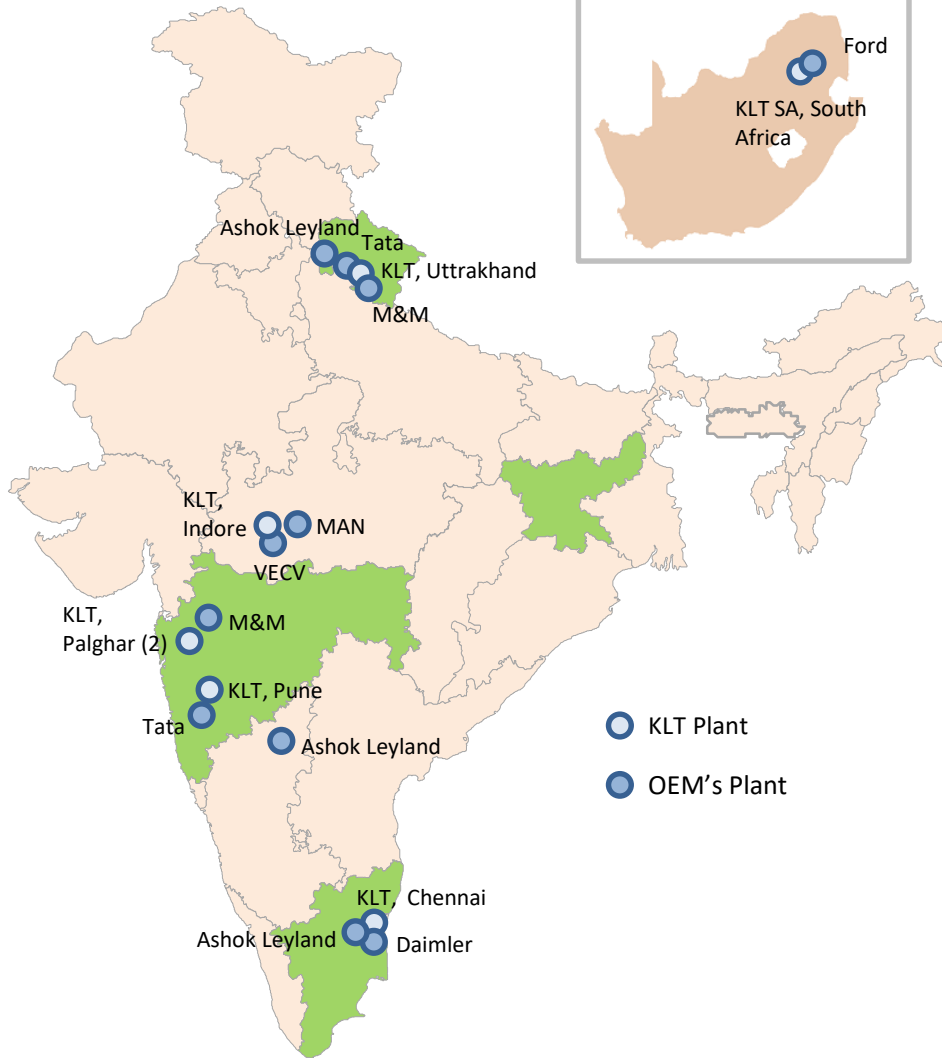 Ford
KLT SA, South
Africa
Ashok Leyland
Tata
KLT, Uttrakhand
M&M
KLT,
Indore
MAN
VECV
KLT,
Palghar (2)
M&M
KLT, Pune
Tata
Ashok Leyland
KLT Plant
OEM's Plant
KLT, Chennai
Ashok Leyland
Daimler